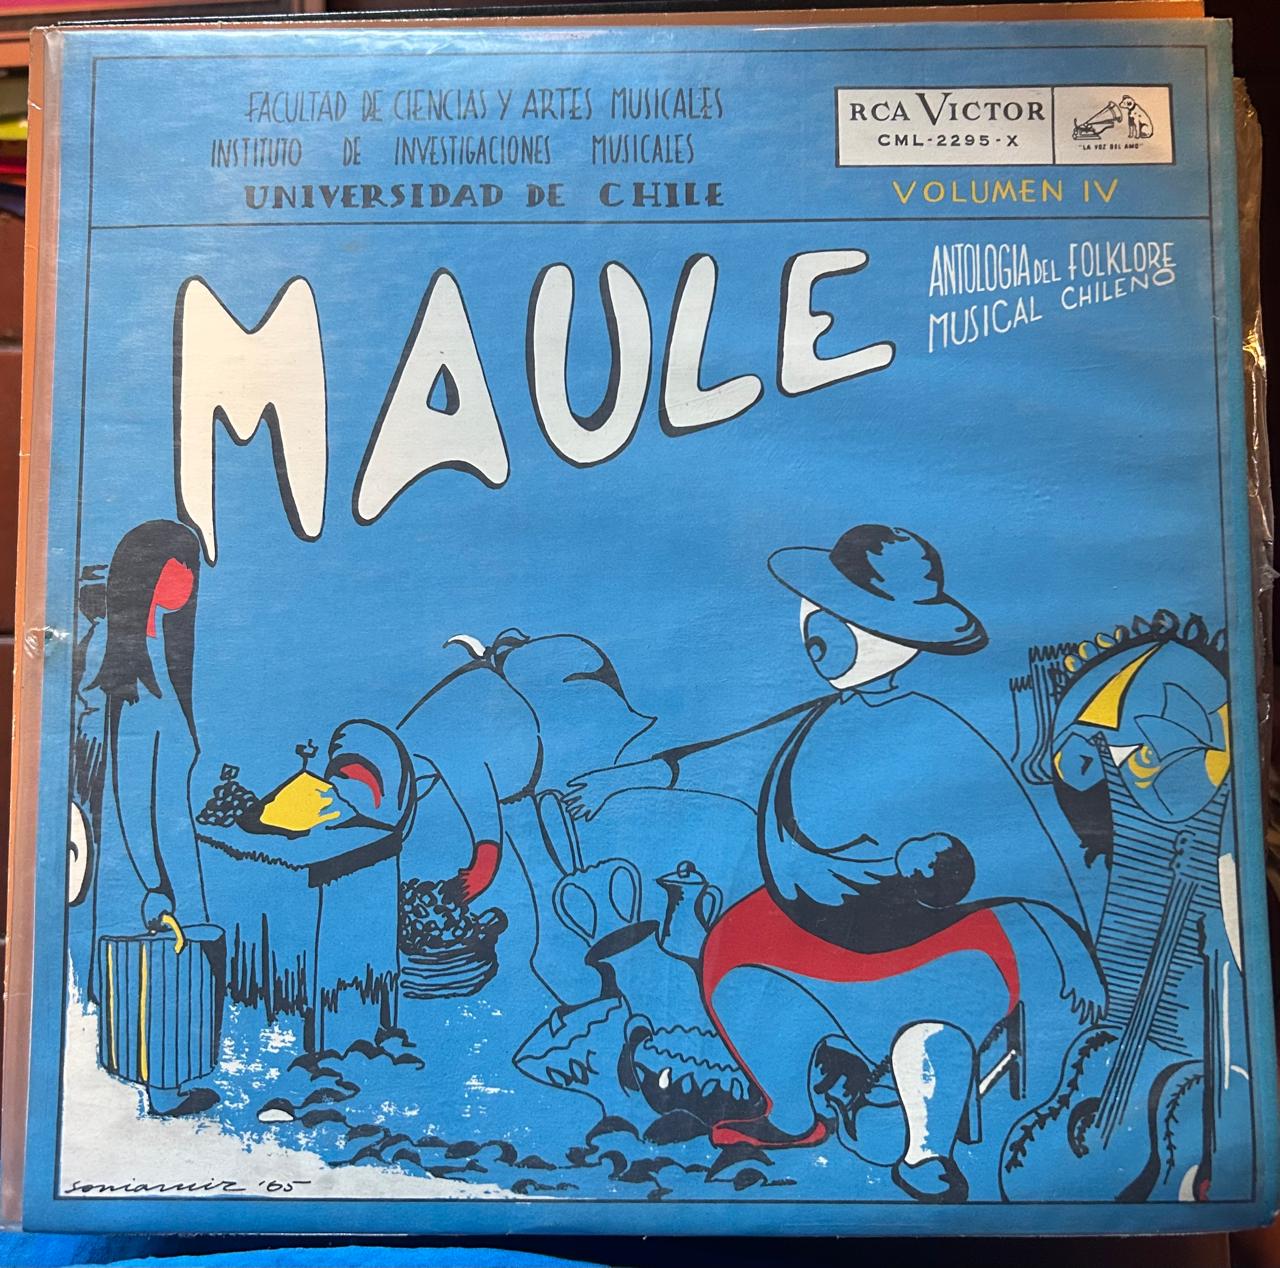 FACULTAD DE CIENCIAS Y ARTES MUSICALES
INSTITUTO DE INVESTIGACIONES MUSICALES
UNIVERSIDAD DE CHILE
RCA VICTOR
CML-2295-X
"LA VOZ DEL AMO"
VOLUMEN IV
MAULE
ANTOLOGIA DEL FOLKLORE
MUSICAL CHILENO
soniaruiz '65